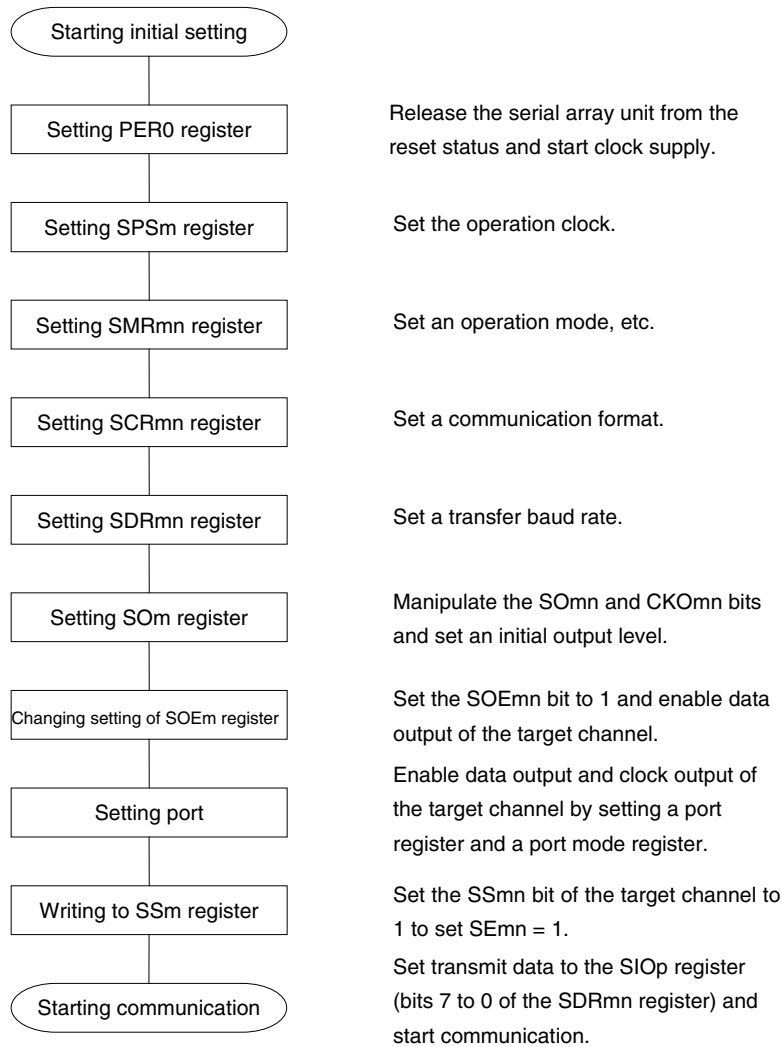 Starting initial setting
Setting PER0 register
Release the serial array unit from the
reset status and start clock supply.
Setting SPSm register
Set the operation clock.
Setting SMRmn register
Set an operation mode, etc.
Setting SCRmn register
Set a communication format.
Setting SDRmn register
Set a transfer baud rate.
Setting SOm register
Manipulate the SOmn and CKOmn bits
and set an initial output level.
Changing setting of SOEm register
Set the SOEmn bit to 1 and enable data
output of the target channel.
Setting port
Enable data output and clock output of
the target channel by setting a port
register and a port mode register.
Writing to SSm register
Set the SSmn bit of the target channel to
1 to set SEmn = 1.
Starting communication
Set transmit data to the SIOp register
(bits 7 to 0 of the SDRmn register) and
start communication.